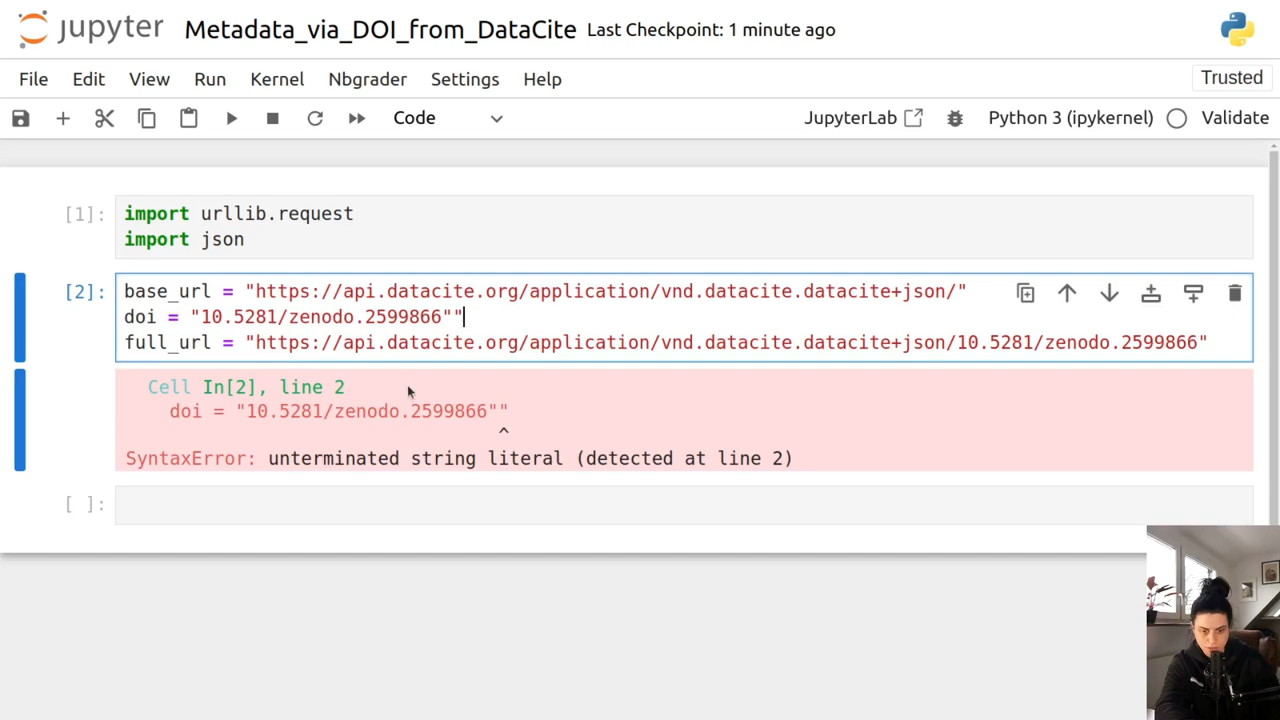 jupyter Metadata_via_DOI_from_DataCite Last Checkpoint: 1 minute ago
File Edit View Run Kernel Nbgrader Settings Help Trusted
Code JupyterLab Python 3 (ipykernel) Validate
[1]: import urllib.request
import json
[2]: base_url = "https://api.datacite.org/application/vnd.datacite.datacite+json/"
doi = "10.5281/zenodo.2599866""
full_url = "https://api.datacite.org/application/vnd.datacite.datacite+json/10.5281/zenodo.2599866"
Cell In[2], line 2
doi = "10.5281/zenodo.2599866""
^
SyntaxError: unterminated string literal (detected at line 2)
[ ]: